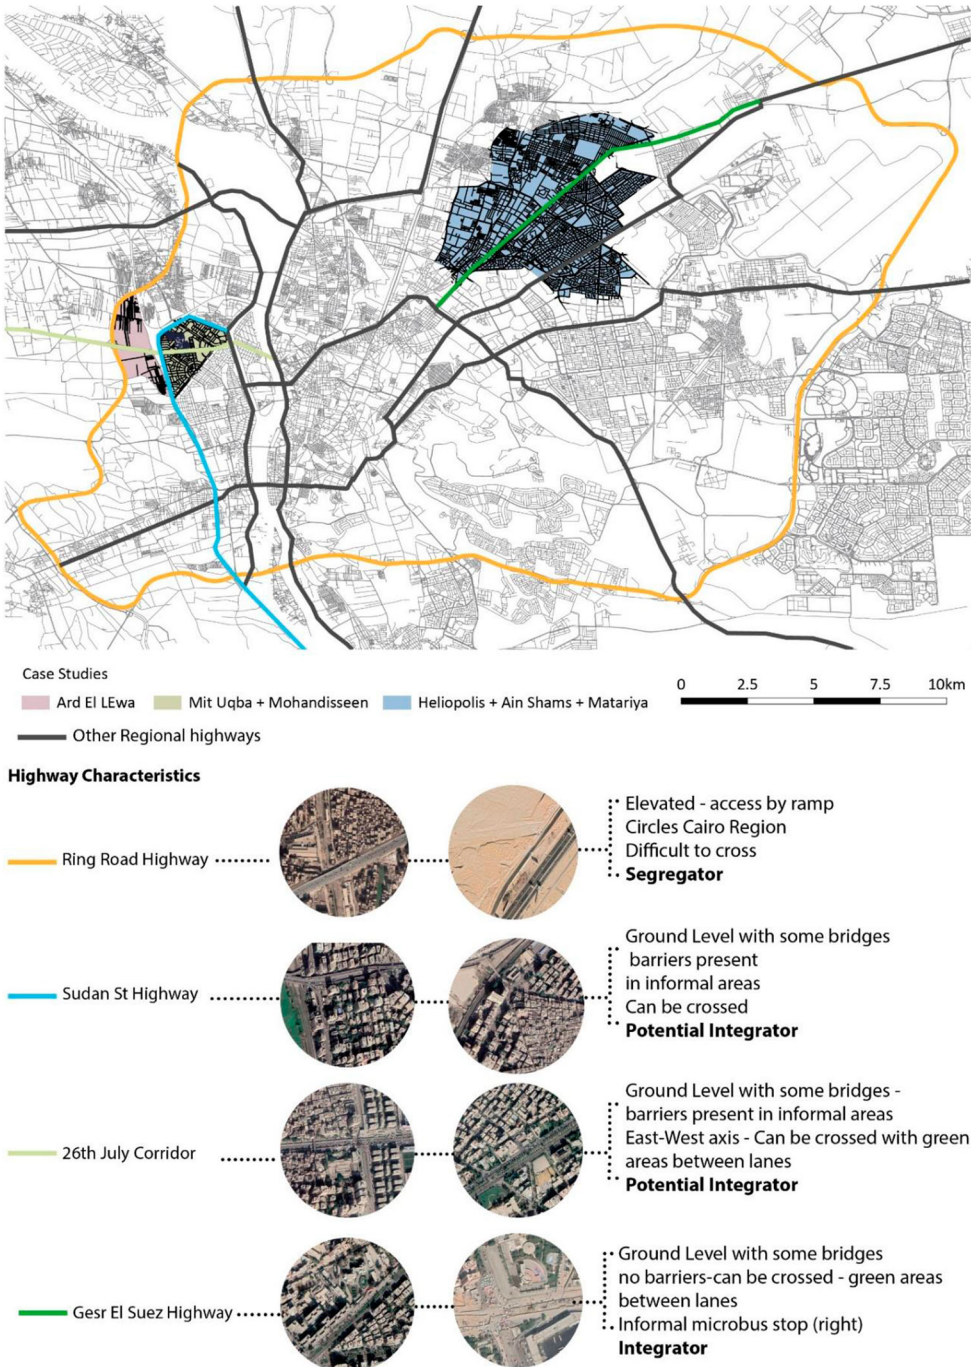 Case Studies
Ard El LEwa
Mit Uqba + Mohandisseen
Heliopolis + Ain Shams + Matariya
0 2.5 5 7.5 10km
Other Regional highways
Highway Characteristics
Ring Road Highway
Elevated - access by ramp
Circles Cairo Region
Difficult to cross
Segregator
Sudan St Highway
Ground Level with some bridges
barriers present
in informal areas
Can be crossed
Potential Integrator
26th July Corridor
Ground Level with some bridges -
barriers present in informal areas
East-West axis - Can be crossed with green
areas between lanes
Potential Integrator
Gesr El Suez Highway
Ground Level with some bridges
no barriers-can be crossed - green areas
between lanes
Informal microbus stop (right)
Integrator